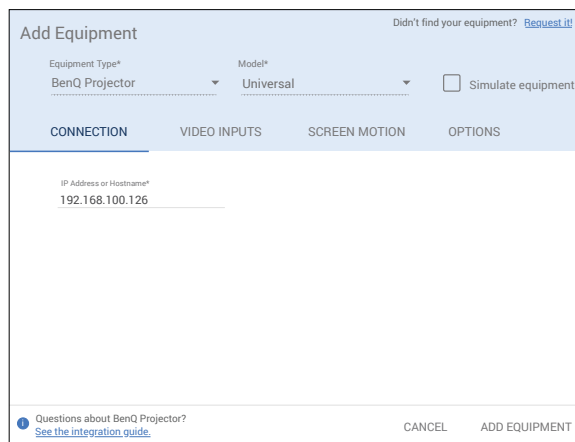 Didn't find your equipment? Request it!
Add Equipment
Equipment Type*
Model*
BenQ Projector
Universal
Simulate equipment
CONNECTION VIDEO INPUTS SCREEN MOTION OPTIONS
IP Address or Hostname*
192.168.100.126
Questions about BenQ Projector?
See the integration guide.
CANCEL ADD EQUIPMENT